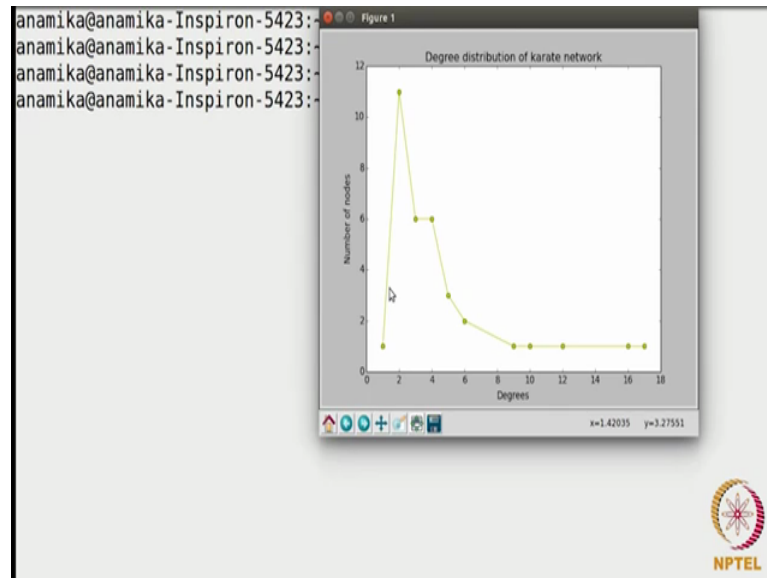 anamika@anamika-Inspiron-5423:~
anamika@anamika-Inspiron-5423:~
anamika@anamika-Inspiron-5423:~
anamika@anamika-Inspiron-5423:~
Figure 1
Degree distribution of karate network
12
10
8
6
4
2
0
Number of nodes
0 2 4 6 8 10 12 14 16 18
Degrees
x=1.42035 y=3.27551
NPTEL